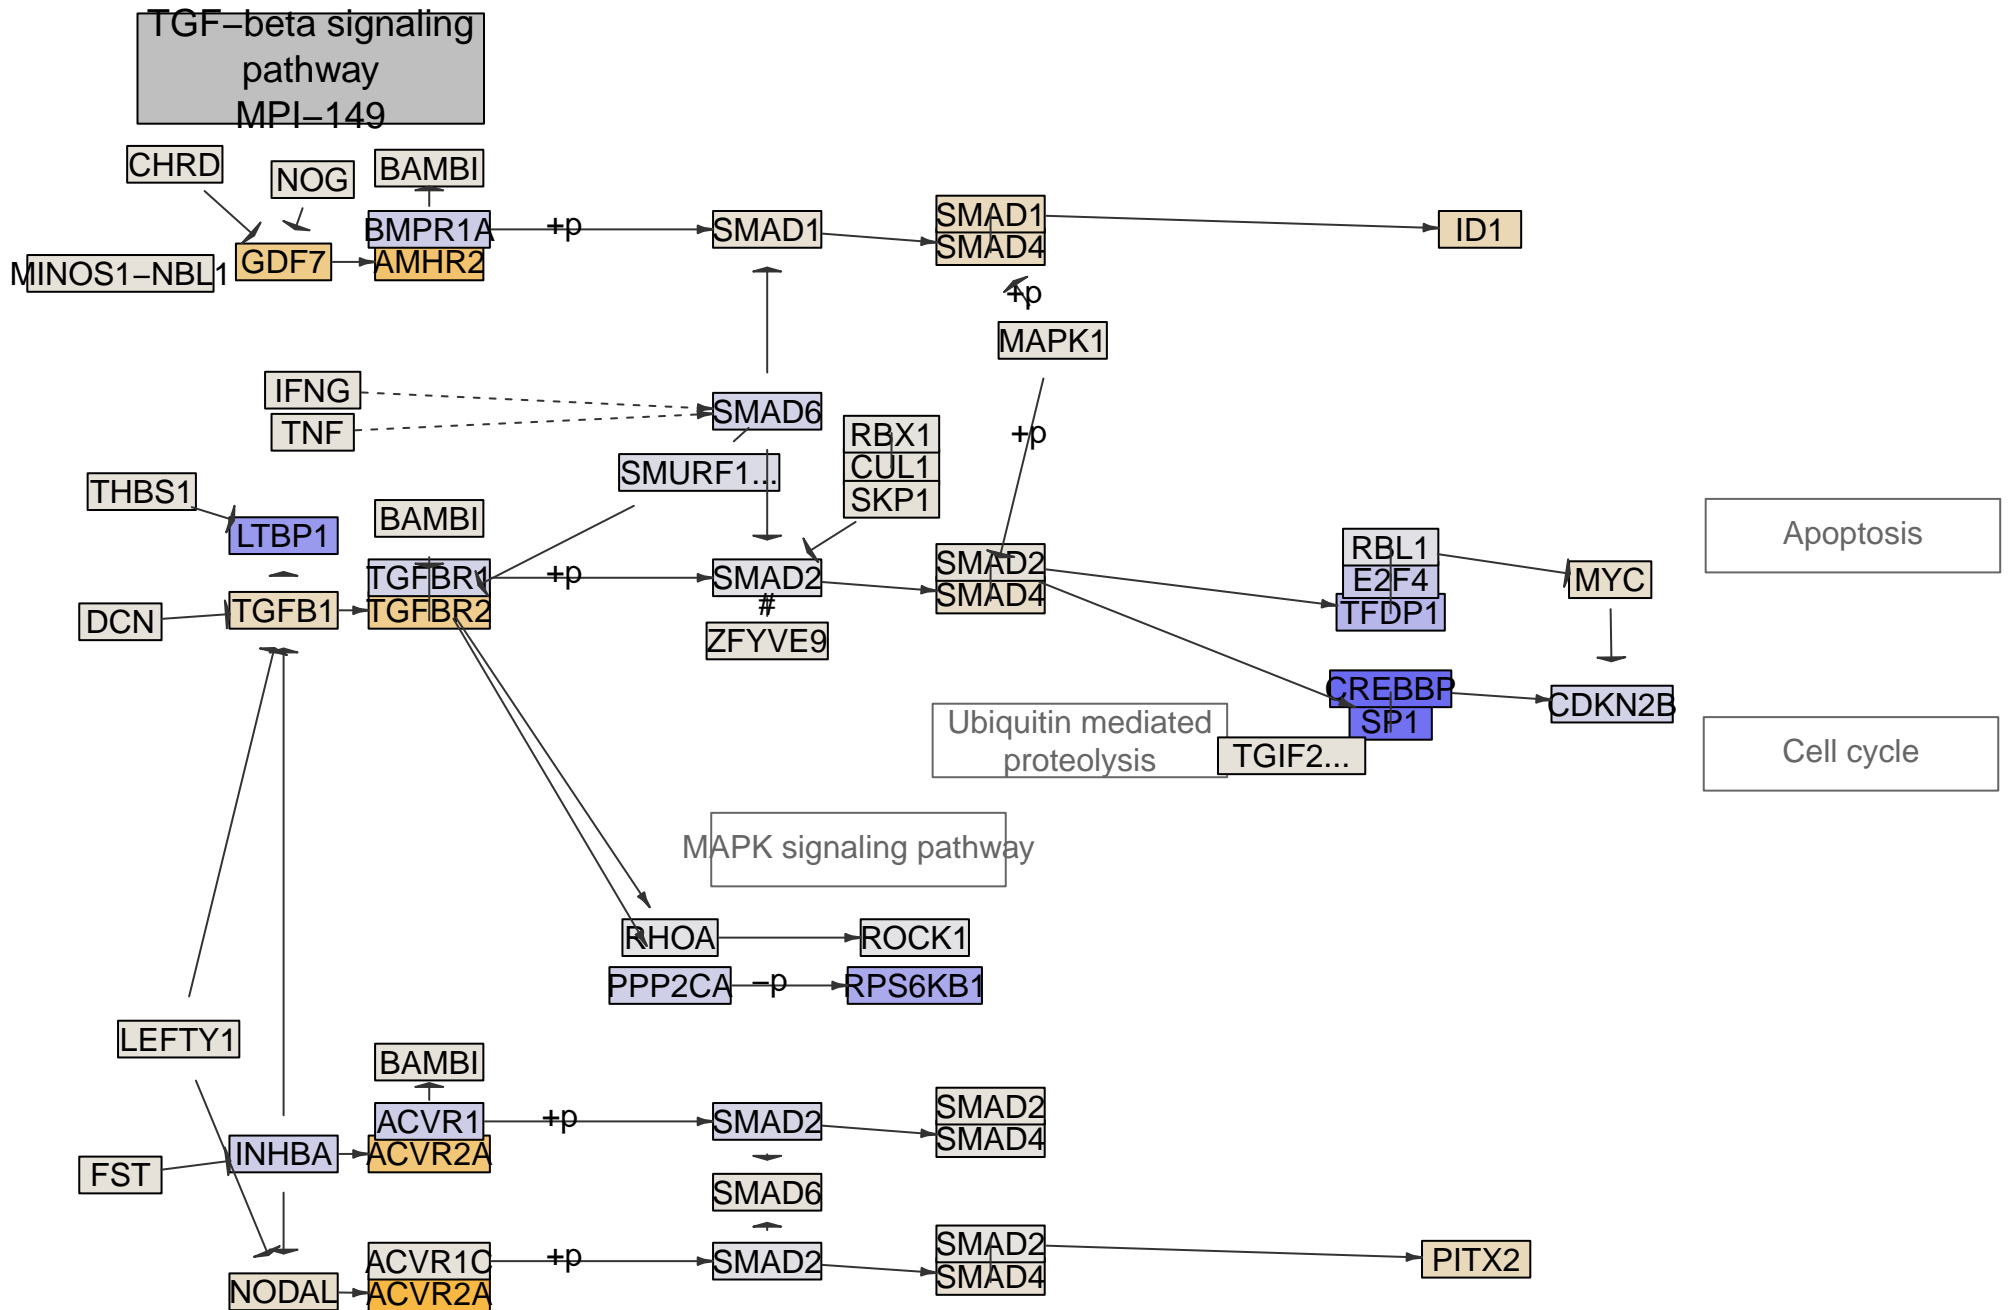 TGF−beta signaling
pathway
MPI−149
CHRD
NOG
BAMBI
MINOS1−NBL1
GDF7
BMPR1A
AMHR2
+p
SMAD1
SMAD1
SMAD4
ID1
+p
MAPK1
IFNG
TNF
SMAD6
RBX1
CUL1
SKP1
+p
SMURF1...
THBS1
LTBP1
BAMBI
DCN
TGFB1
TGFBR1
TGFBR2
+p
SMAD2
#
ZFYVE9
SMAD2
SMAD4
RBL1
E2F4
TFDP1
MYC
Apoptosis
CREBBP
SP1
CDKN2B
Ubiquitin mediated
proteolysis
TGIF2...
Cell cycle
MAPK signaling pathway
RHOA
ROCK1
PPP2CA
−p
RPS6KB1
LEFTY1
BAMBI
FST
INHBA
ACVR1
ACVR2A
+p
SMAD2
SMAD2
SMAD4
SMAD6
NODAL
ACVR1C
ACVR2A
+p
SMAD2
SMAD2
SMAD4
PITX2